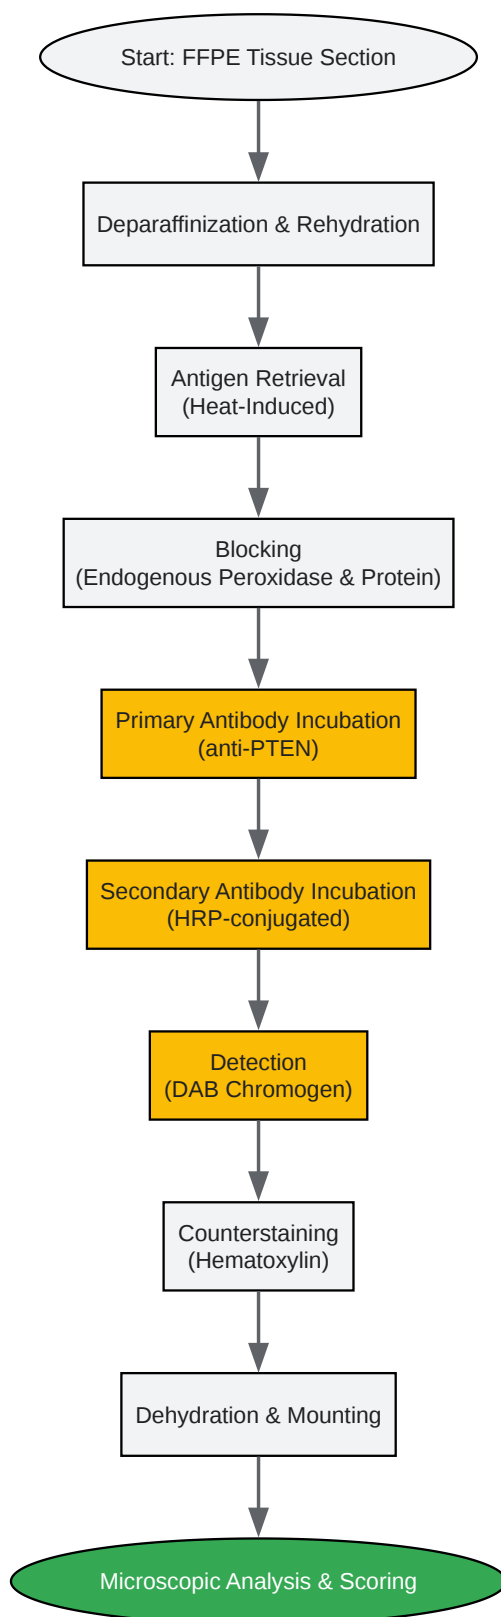 Start: FFPE Tissue Section
Deparaffinization & Rehydration
Antigen Retrieval
(Heat-Induced)
Blocking
(Endogenous Peroxidase & Protein)
Primary Antibody Incubation
(anti-PTEN)
Secondary Antibody Incubation
(HRP-conjugated)
Detection
(DAB Chromogen)
Counterstaining
(Hematoxylin)
Dehydration & Mounting
Microscopic Analysis & Scoring